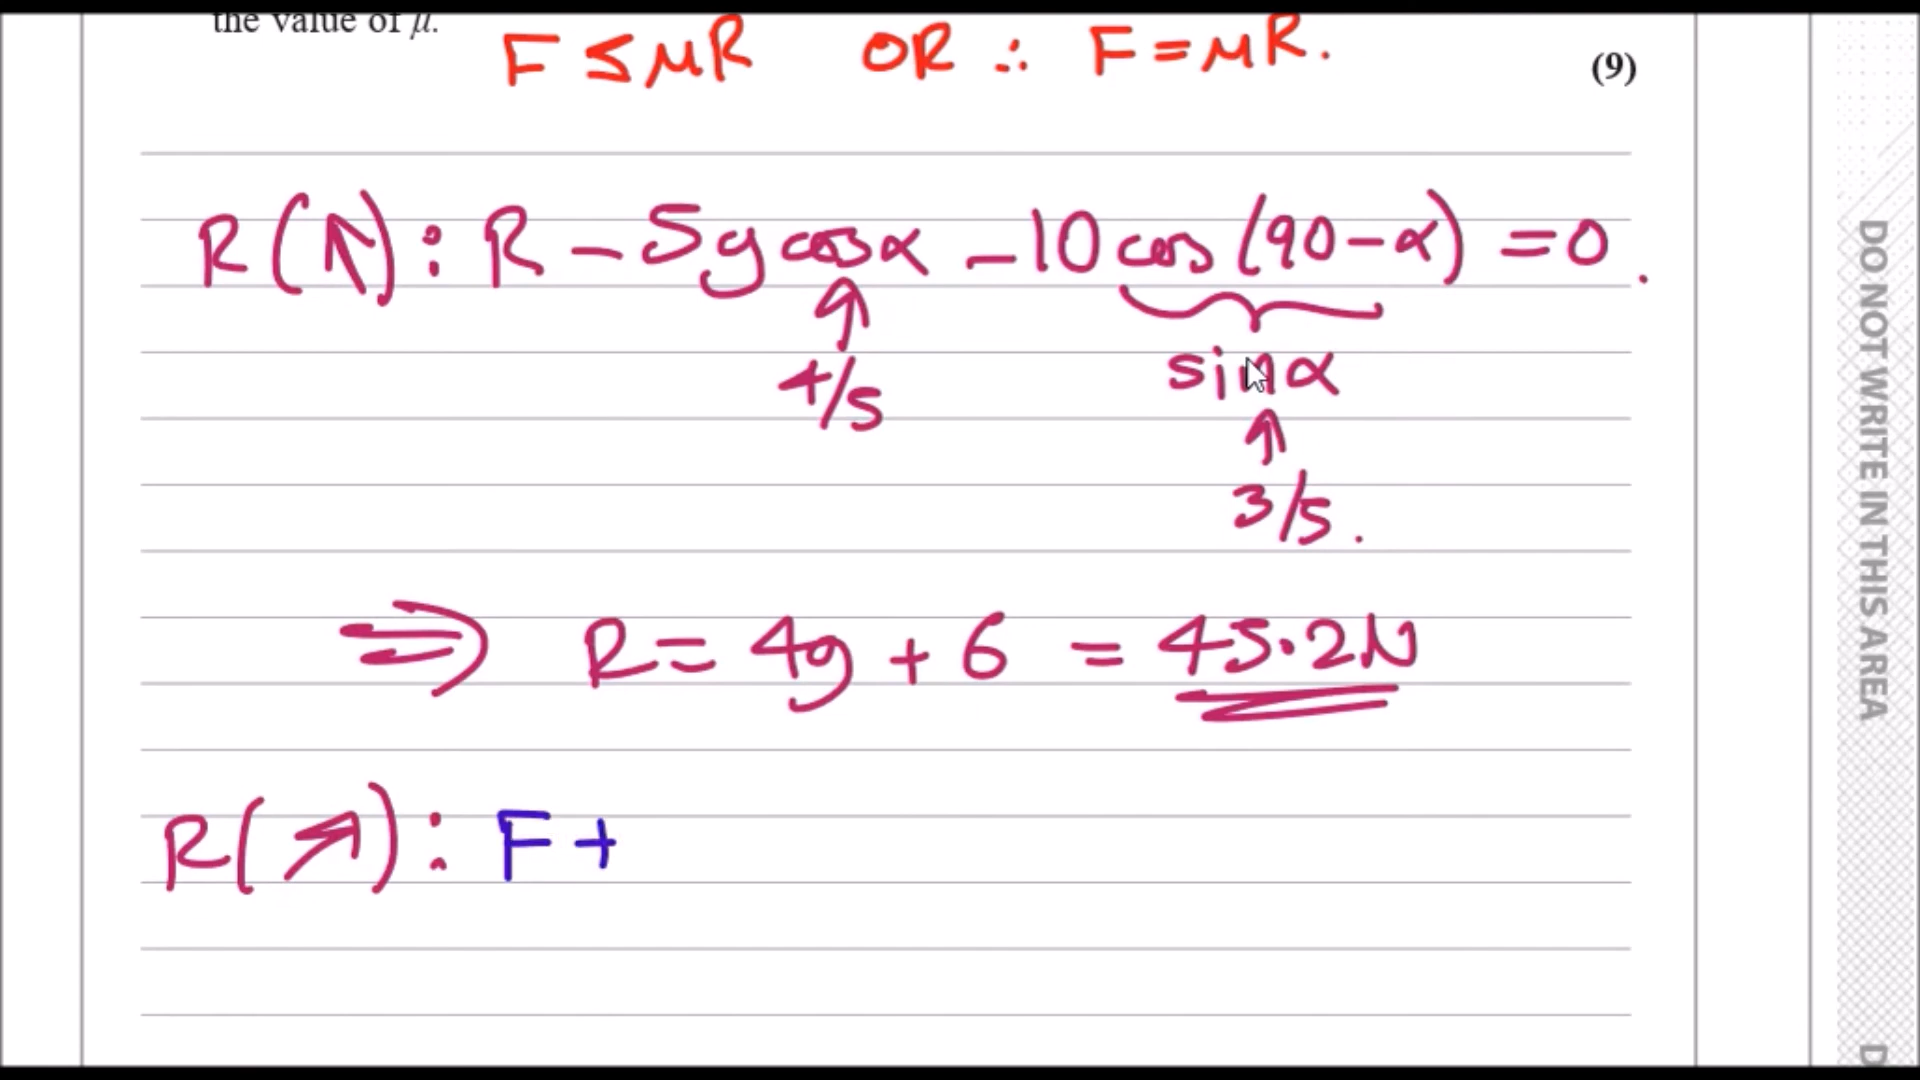 the value of μ.
F ≤ μR OR ∴ F = μR.
(9)
R(↑): R - 5g cosα - 10 cos(90 - α) = 0.
4/5
sinα
3/5.
⇒ R = 4g + 6 = 45.2N
R(↗): F +
DO NOT WRITE IN THIS AREA
D